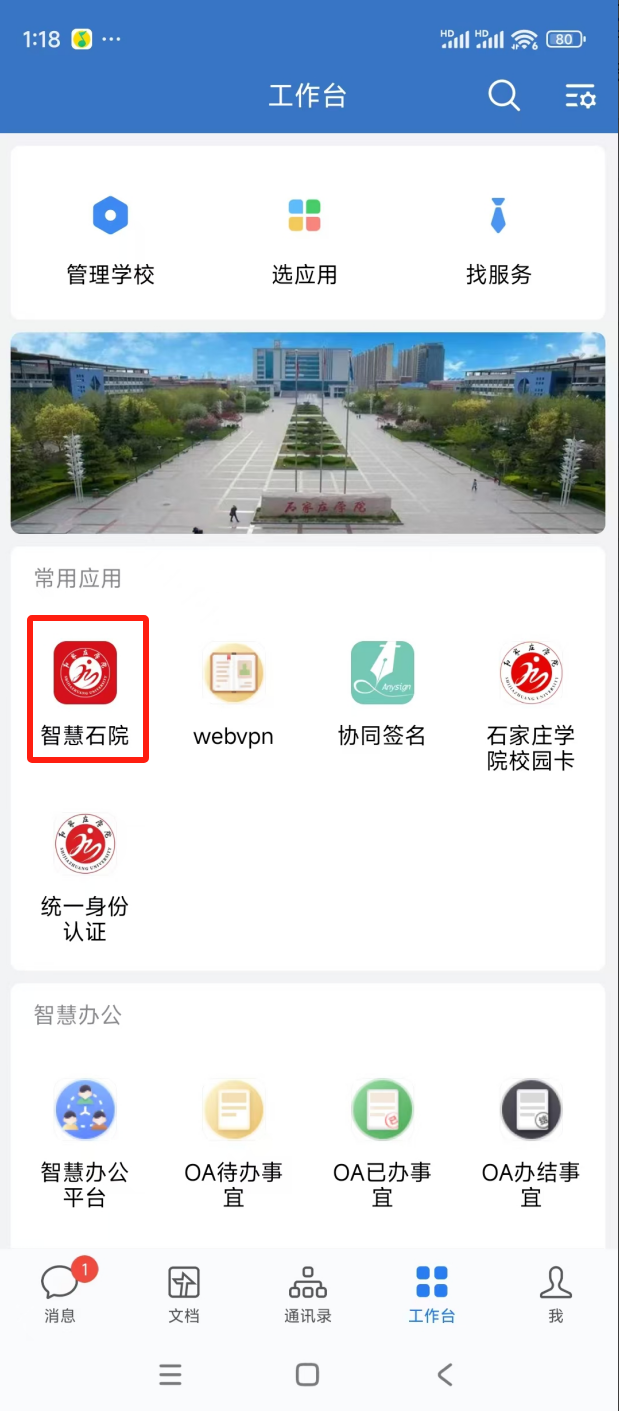 1:18
HD
HD
6
80
工作台
管理学校
选应用
找服务
石家庄学院
常用应用
智慧石院
webvpn
Anysign
协同签名
石家庄学
院校园卡
统一身份
认证
智慧办公
智慧办公
平台
OA待办事
宜
OA已办事
宜
OA办结事
宜
1
消息
文档
通讯录
工作台
我